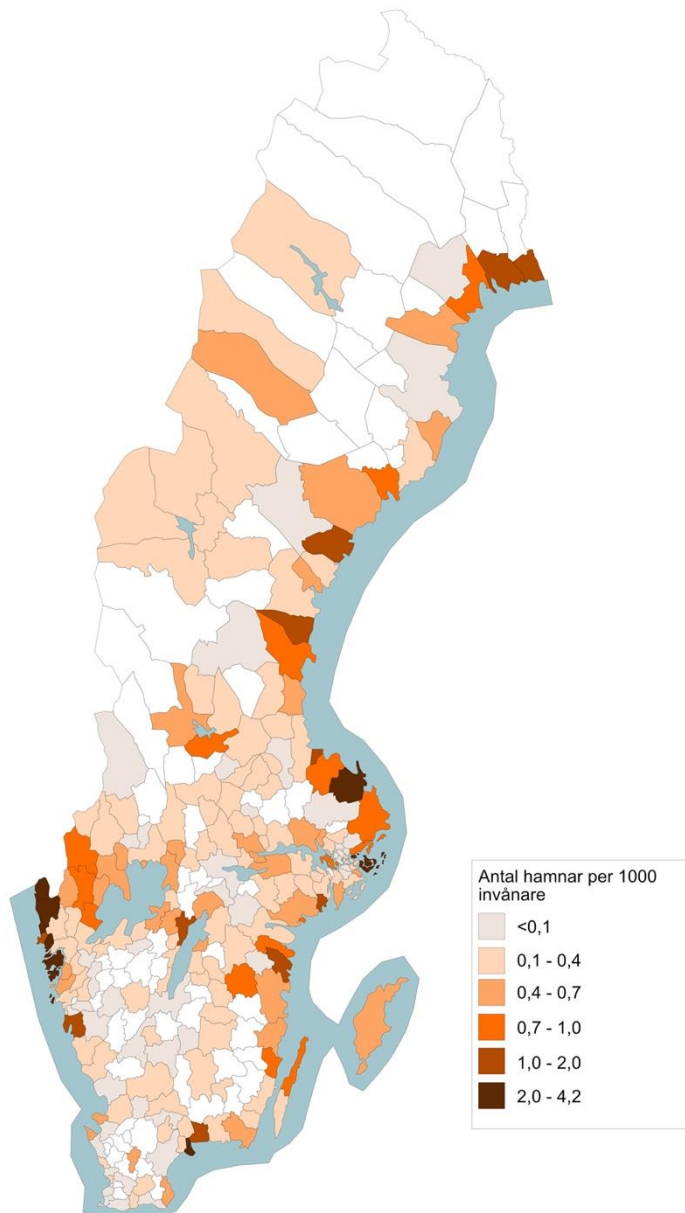 Antal hamnar per 1000
invånare
<0,1
0,1 - 0,4
0,4 - 0,7
0,7 - 1,0
1,0 - 2,0
2,0 - 4,2